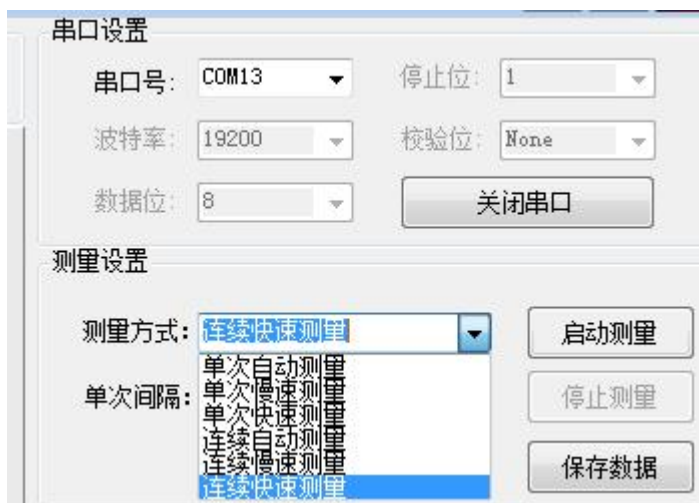 串口设置
串口号: COM13 停止位: 1
波特率: 19200 校验位: None
数据位: 8 关闭串口
测量设置
测量方式: 连续快速测量 启动测量
单次自动测量
单次慢速测量
单次间隔: 单次快速测量 停止测量
连续自动测量
连续慢速测量 保存数据
连续快速测量